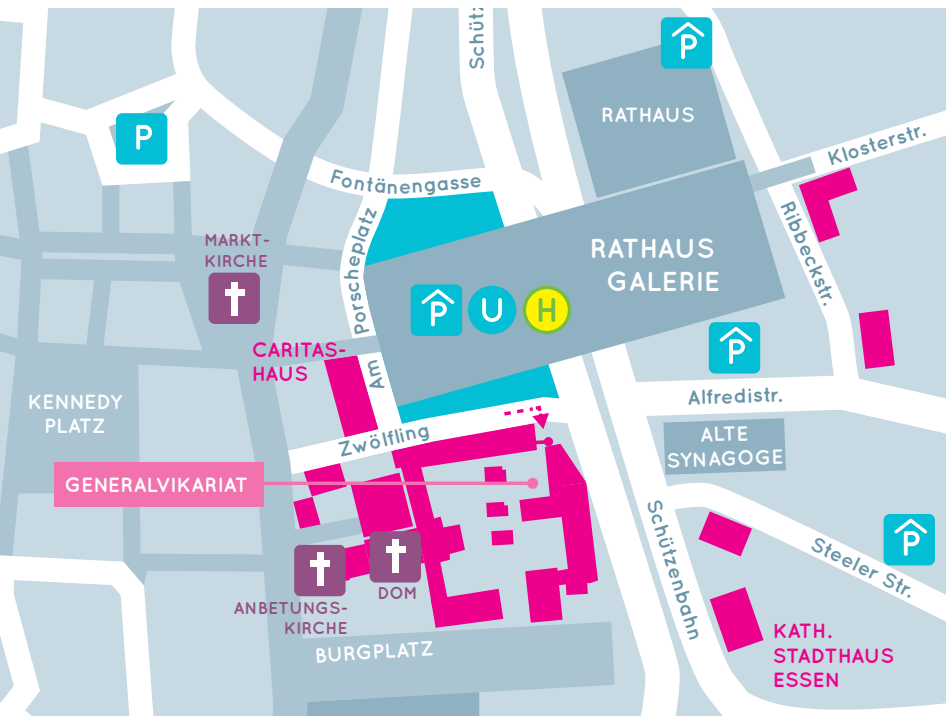 Schütz
P
RATHAUS
P
Klosterstr.
Fontänengasse
Ribbeckstr.
MARKT-
KIRCHE
Am Porscheplatz
RATHAUS
GALERIE
P
U
H
P
CARITAS-
HAUS
Alfredistr.
KENNEDY
PLATZ
Zwölfling
ALTE
SYNAGOGE
GENERALVIKARIAT
Schützenbahn
P
Steeler Str.
DOM
ANBETUNGS-
KIRCHE
BURGPLATZ
KATH.
STADTHAUS
ESSEN